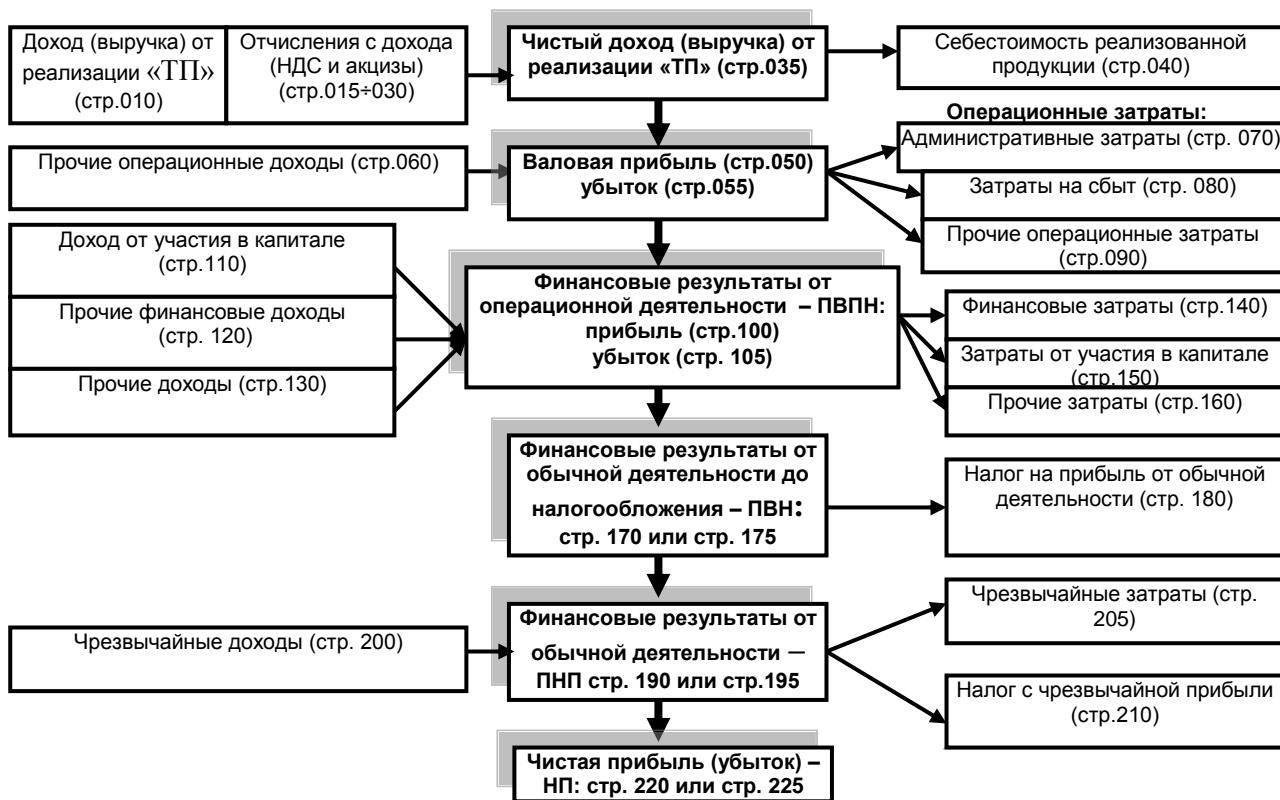 Доход (выручка) от
реализации «ТП»
(стр.010)
Отчисления с дохода
(НДС и акцизы)
(стр.015÷030)
Чистый доход (выручка) от
реализации «ТП» (стр.035)
Себестоимость реализованной
продукции (стр.040)
Операционные затраты:
Административные затраты (стр. 070)
Прочие операционные доходы (стр.060)
Валовая прибыль (стр.050)
убыток (стр.055)
Затраты на сбыт (стр. 080)
Прочие операционные затраты
(стр.090)
Доход от участия в капитале
(стр.110)
Прочие финансовые доходы
(стр. 120)
Прочие доходы (стр.130)
Финансовые результаты от
операционной деятельности – ПВПН:
прибыль (стр.100)
убыток (стр. 105)
Финансовые затраты (стр.140)
Затраты от участия в капитале
(стр.150)
Прочие затраты (стр.160)
Финансовые результаты от
обычной деятельности до
налогообложения – ПВН:
стр. 170 или стр. 175
Налог на прибыль от обычной
деятельности (стр. 180)
Чрезвычайные доходы (стр. 200)
Финансовые результаты от
обычной деятельности –
ПНП стр. 190 или стр.195
Чрезвычайные затраты (стр.
205)
Налог с чрезвычайной прибыли
(стр.210)
Чистая прибыль (убыток) –
НП: стр. 220 или стр. 225